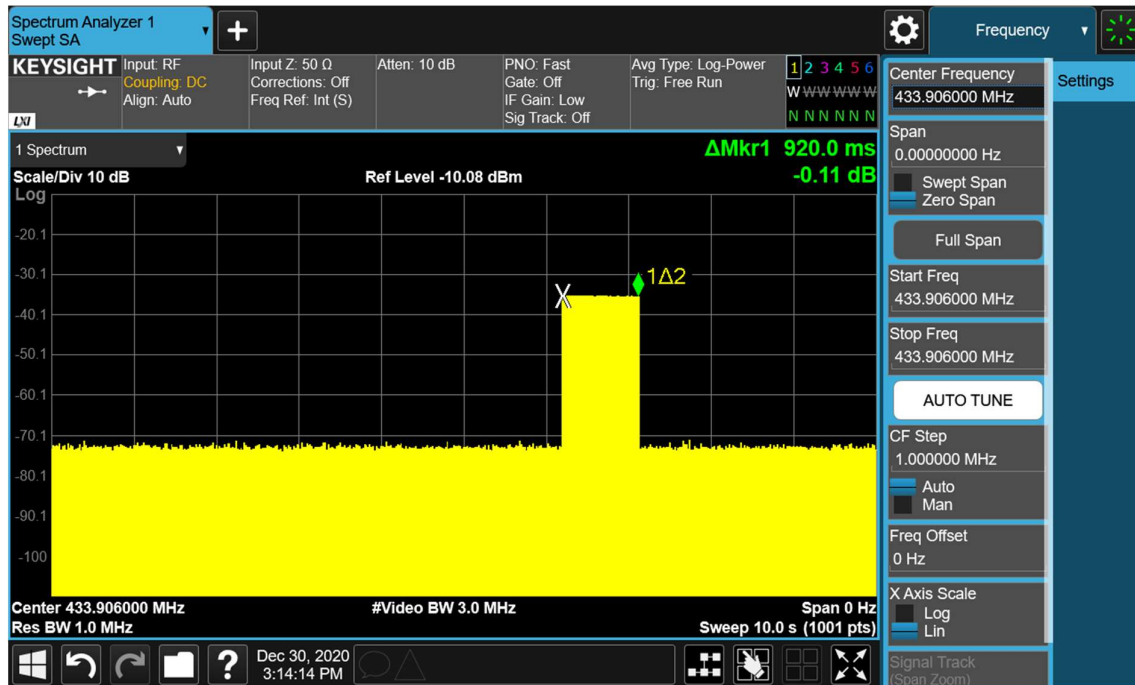 Spectrum Analyzer 1
Swept SA
+
Frequency
KEYSIGHT
LXI
Input: RF
Coupling: DC
Align: Auto
Input Z: 50 Ω
Corrections: Off
Freq Ref: Int (S)
Atten: 10 dB
PNO: Fast
Gate: Off
IF Gain: Low
Sig Track: Off
Avg Type: Log-Power
Trig: Free Run
1 2 3 4 5 6
W W W W W W
N N N N N N
1 Spectrum
Scale/Div 10 dB
Ref Level -10.08 dBm
ΔMkr1 920.0 ms
-0.11 dB
Log
-20.1
-30.1
-40.1
-50.1
-60.1
-70.1
-80.1
-90.1
-100
X
1Δ2
Center 433.906000 MHz
#Video BW 3.0 MHz
Span 0 Hz
Res BW 1.0 MHz
Sweep 10.0 s (1001 pts)
?
Dec 30, 2020
3:14:14 PM
Center Frequency
433.906000 MHz
Span
0.00000000 Hz
Swept Span
Zero Span
Full Span
Start Freq
433.906000 MHz
Stop Freq
433.906000 MHz
AUTO TUNE
CF Step
1.000000 MHz
Auto
Man
Freq Offset
0 Hz
X Axis Scale
Log
Lin
Signal Track
(Span Zoom)
Settings